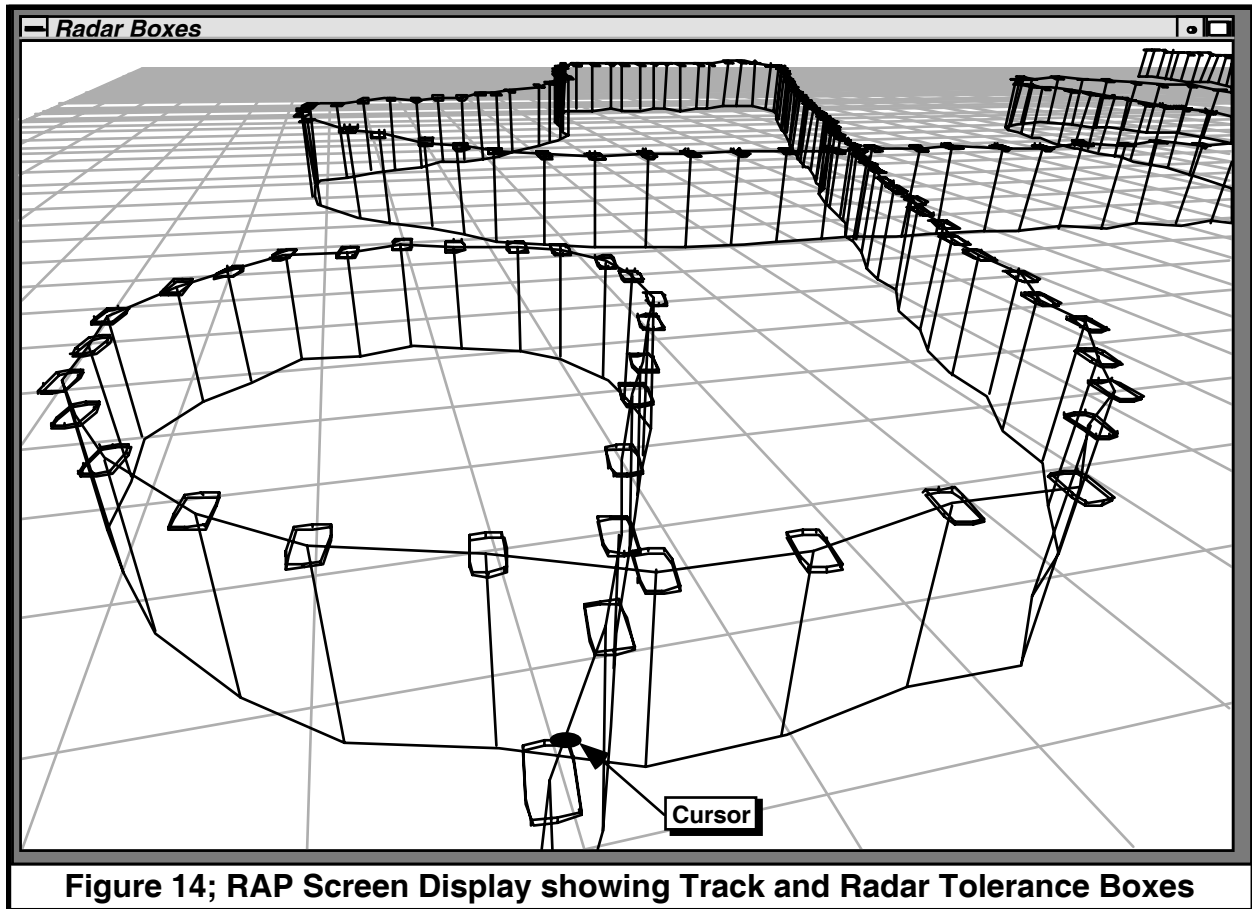 Radar Boxes
Cursor
Figure 14; RAP Screen Display showing Track and Radar Tolerance Boxes